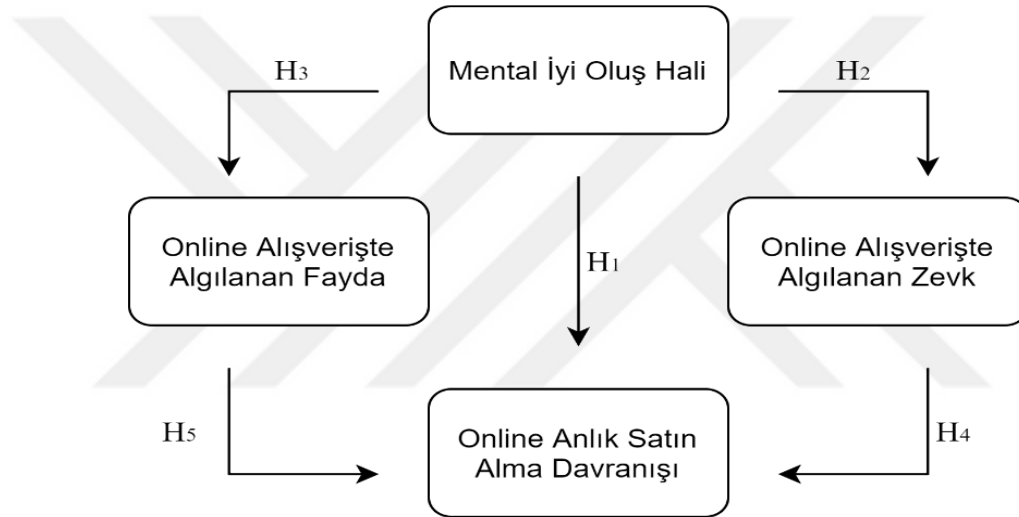 H3
Mental İyi Oluş Hali
H2
Online Alışverişte
Algılanan Fayda
H1
Online Alışverişte
Algılanan Zevk
H5
Online Anlık Satın
Alma Davranışı
H4